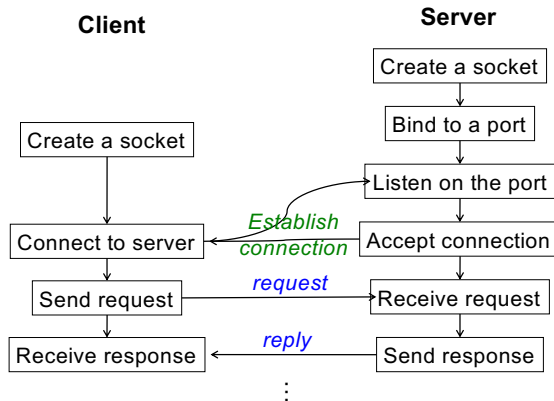 Client
Server
Create a socket
Bind to a port
Create a socket
Listen on the port
Establish
connection
Connect to server
Accept connection
Send request
request
Receive request
Receive response
reply
Send response
⋮